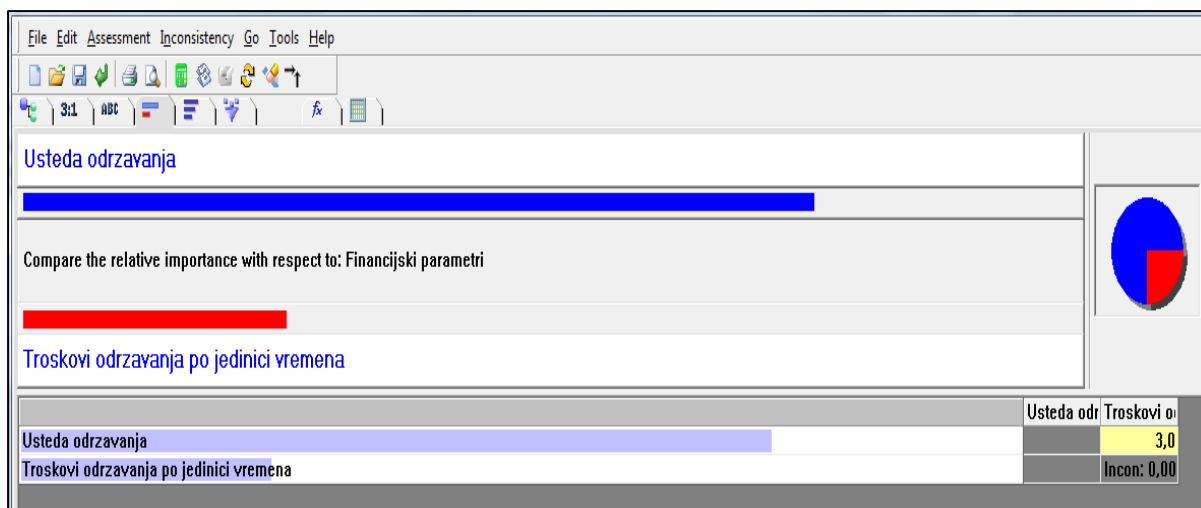 File Edit Assessment Inconsistency Go Tools Help
3:1 ABC fx
Usteda odrzavanja
Compare the relative importance with respect to: Financijski parametri
Troskovi odrzavanja po jedinici vremena
Usteda odr Troskovi o
Usteda odrzavanja 3,0
Troskovi odrzavanja po jedinici vremena Incon: 0,00